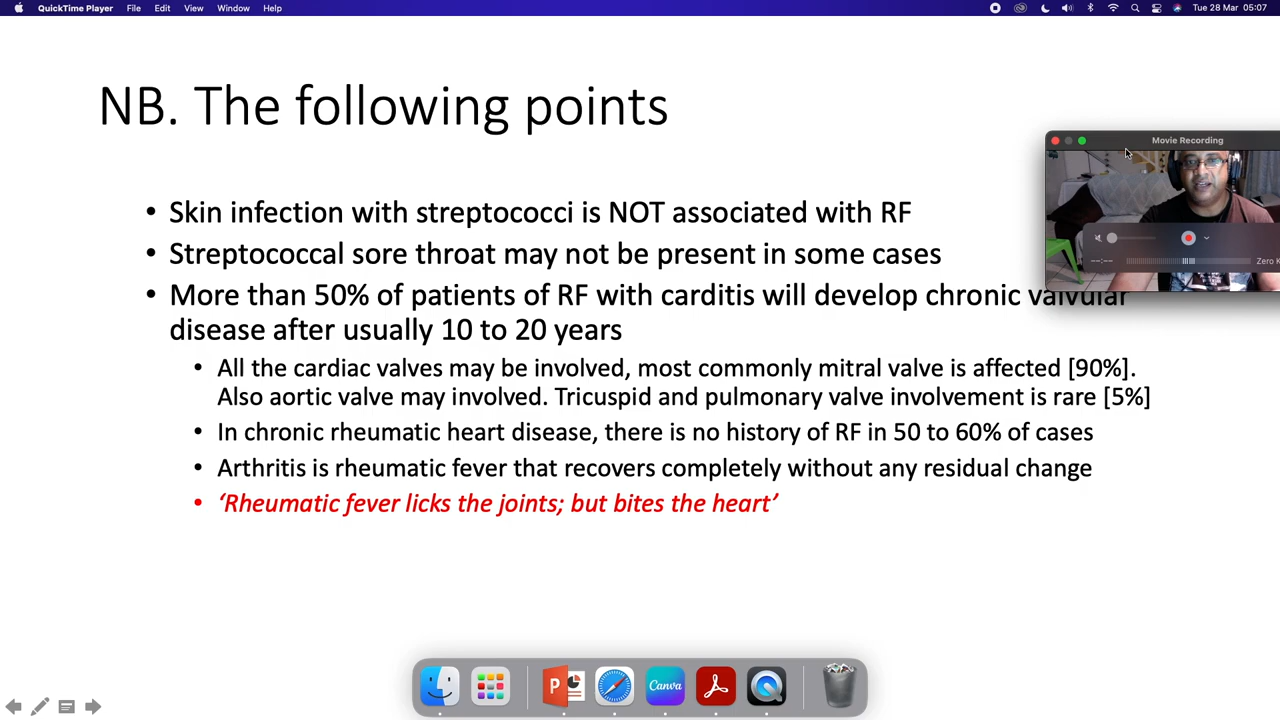 QuickTime Player File Edit View Window Help Tue 28 Mar 05:07
NB. The following points
Movie Recording
--:--
Zero K
• Skin infection with streptococci is NOT associated with RF
• Streptococcal sore throat may not be present in some cases
• More than 50% of patients of RF with carditis will develop chronic valvular
disease after usually 10 to 20 years
• All the cardiac valves may be involved, most commonly mitral valve is affected [90%].
Also aortic valve may involved. Tricuspid and pulmonary valve involvement is rare [5%]
• In chronic rheumatic heart disease, there is no history of RF in 50 to 60% of cases
• Arthritis is rheumatic fever that recovers completely without any residual change
• ‘Rheumatic fever licks the joints; but bites the heart’
P
Canva